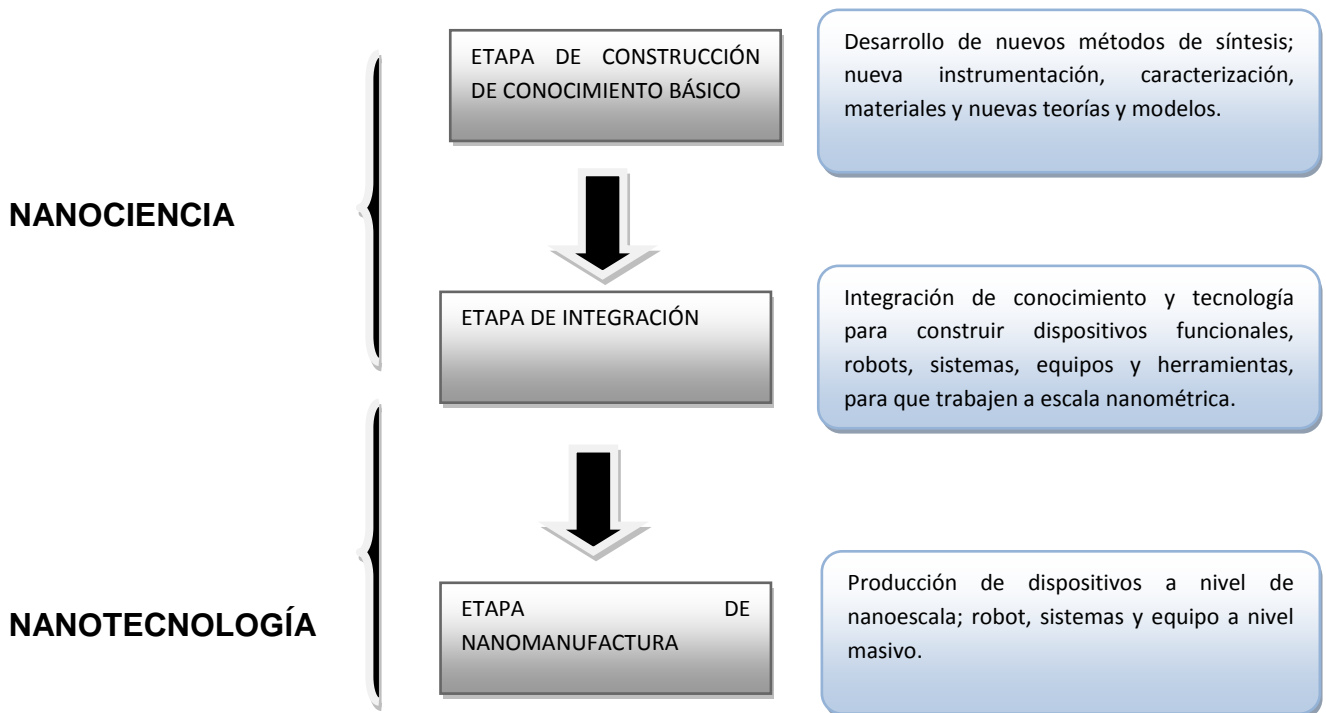 ETAPA DE CONSTRUCCIÓN
DE CONOCIMIENTO BÁSICO
Desarrollo de nuevos métodos de síntesis;
nueva instrumentación, caracterización,
materiales y nuevas teorías y modelos.
NANOCIENCIA
ETAPA DE INTEGRACIÓN
Integración de conocimiento y tecnología
para construir dispositivos funcionales,
robots, sistemas, equipos y herramientas,
para que trabajen a escala nanométrica.
NANOTECNOLOGÍA
ETAPA DE
NANOMANUFACTURA
Producción de dispositivos a nivel de
nanoescala; robot, sistemas y equipo a nivel
masivo.